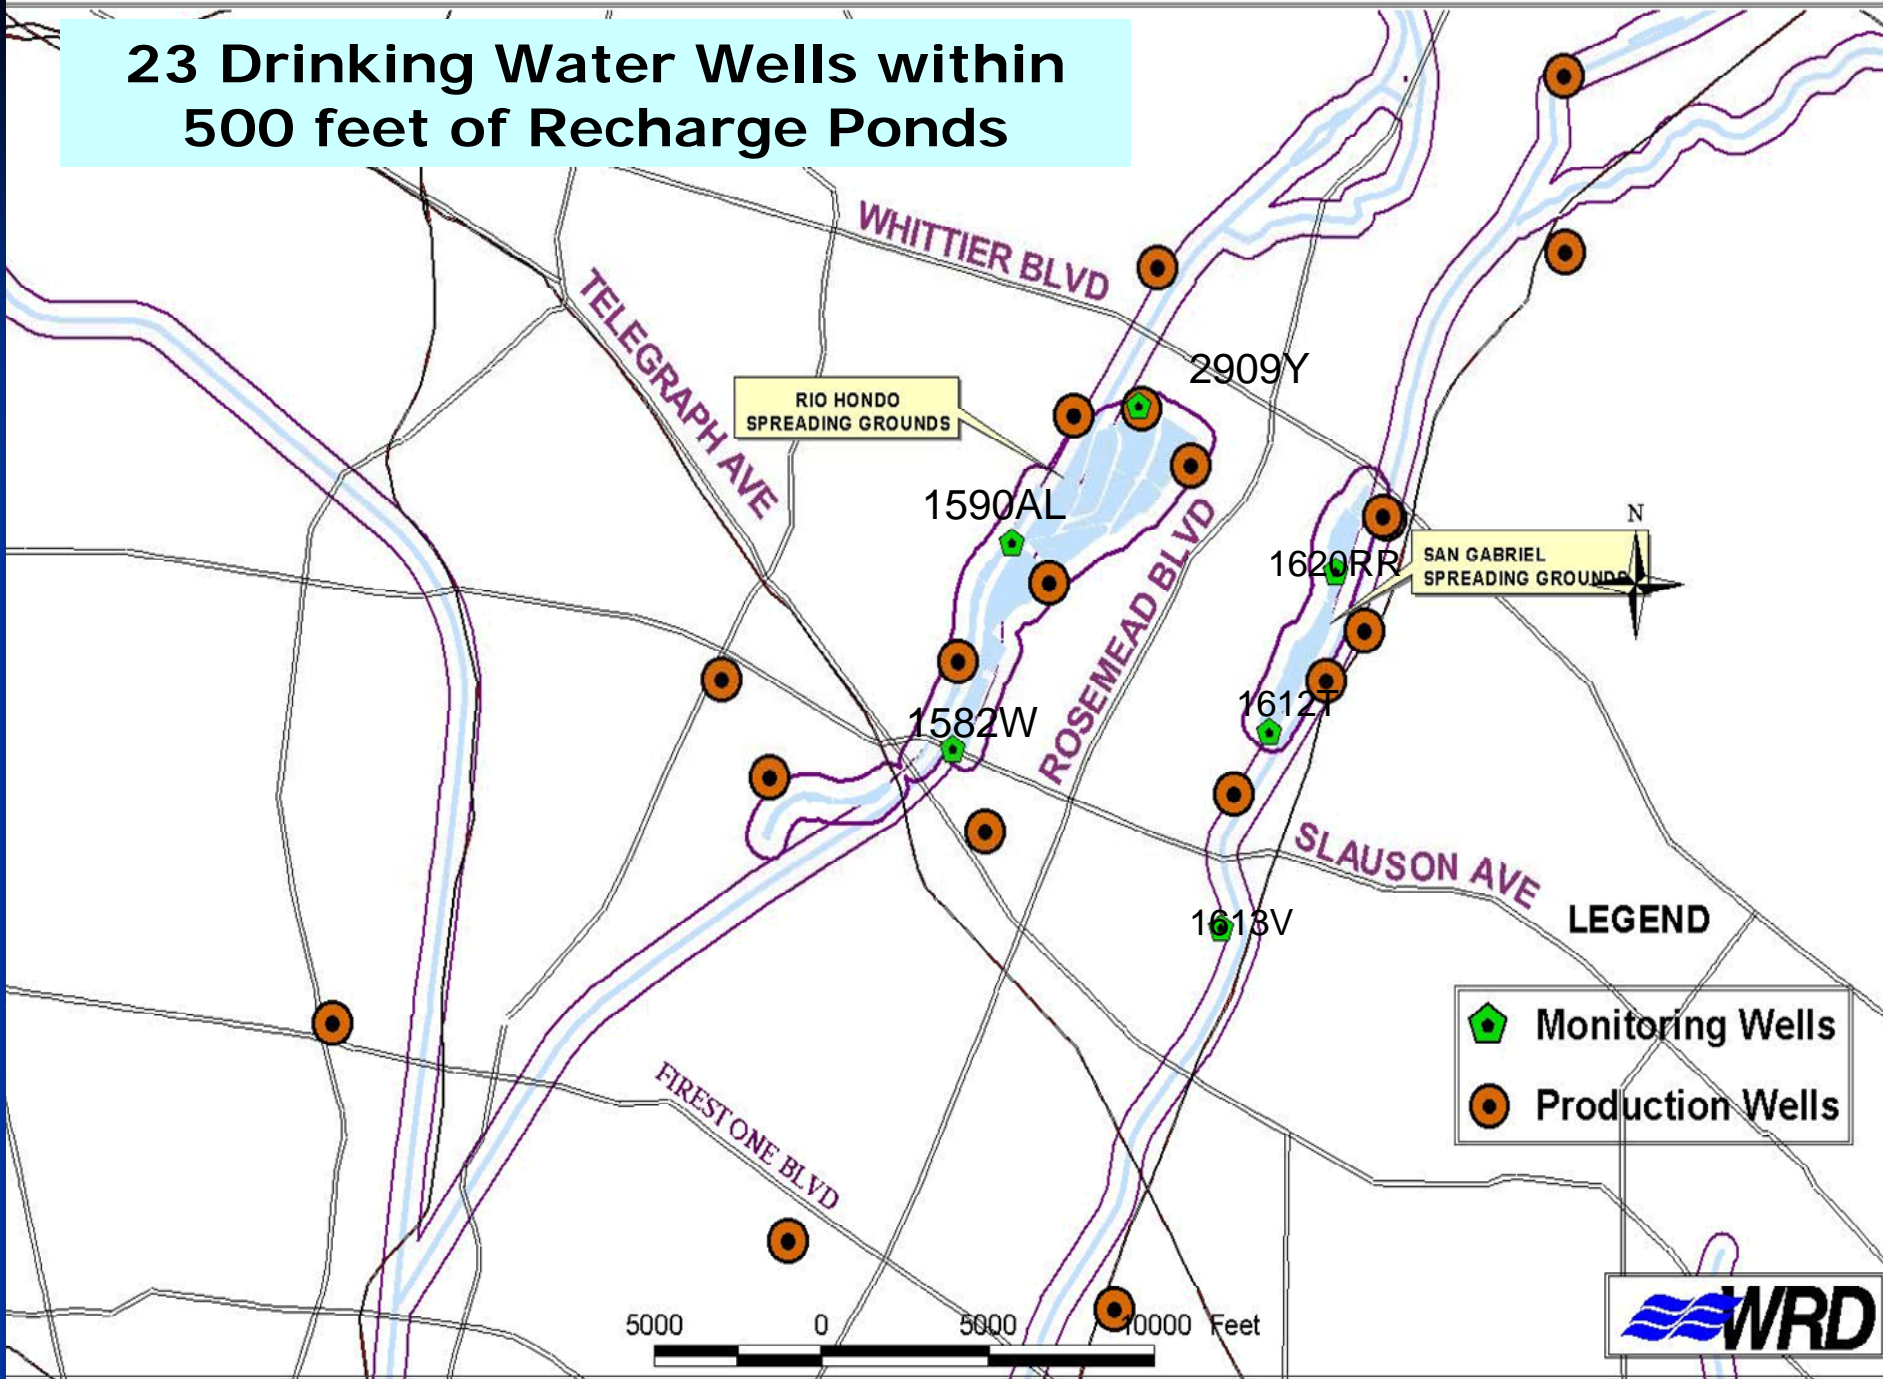 23 Drinking Water Wells within
500 feet of Recharge Ponds
WHITTIER BLVD
TELEGRAPH AVE
2909Y
RIO HONDO
SPREADING GROUNDS
1590AL
ROSEMEAD BLVD
N
1620RR
SAN GABRIEL
SPREADING GROUNDS
1612T
1582W
SLAUSON AVE
1613V
LEGEND
Monitoring Wells
Production Wells
FIRESTONE BLVD
5000 0 5000 10000 Feet
WRD